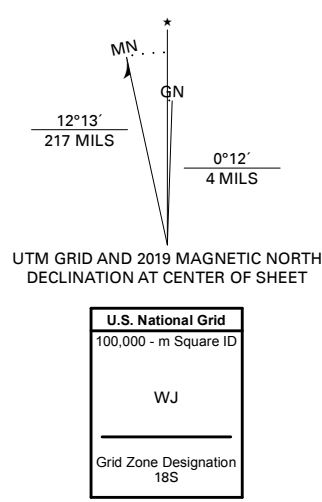 MN
GN
12°13′
217 MILS
0°12′
4 MILS
UTM GRID AND 2019 MAGNETIC NORTH
DECLINATION AT CENTER OF SHEET
U.S. National Grid
100,000 - m Square ID
WJ
Grid Zone Designation
18S